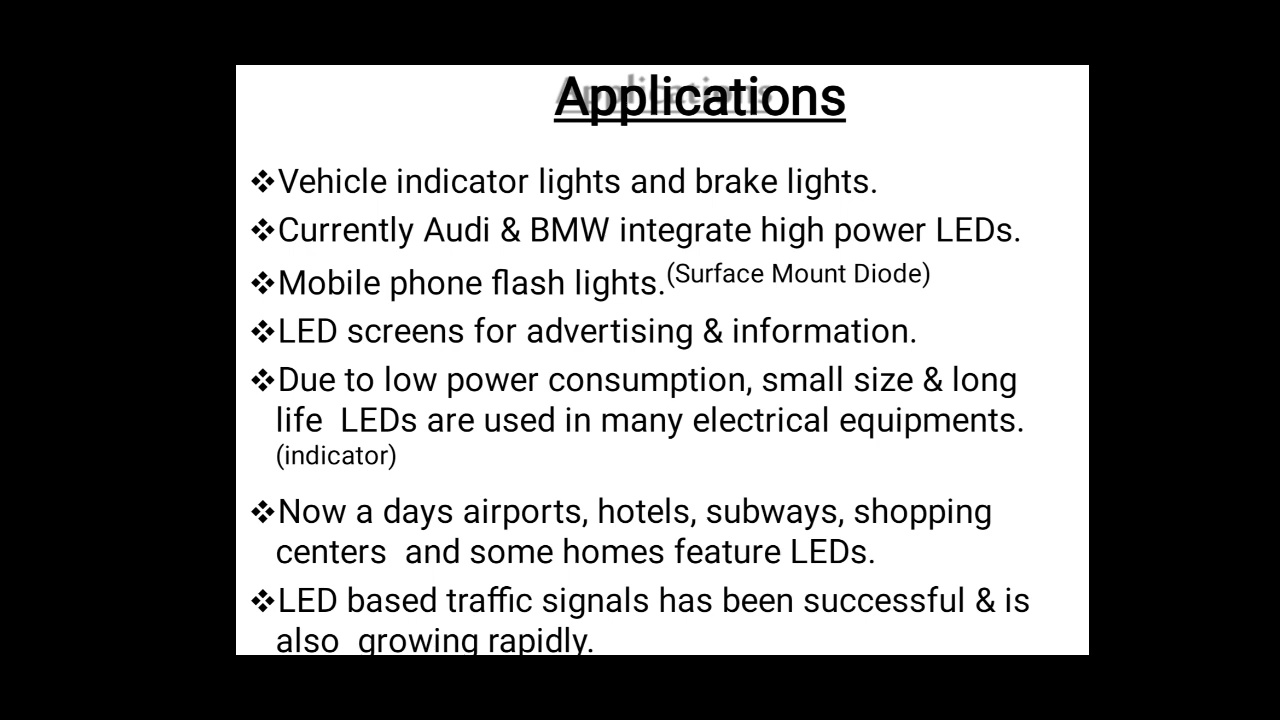 Applications
❖Vehicle indicator lights and brake lights.
❖Currently Audi & BMW integrate high power LEDs.
❖Mobile phone flash lights.(Surface Mount Diode)
❖LED screens for advertising & information.
❖Due to low power consumption, small size & long
life  LEDs are used in many electrical equipments.
(indicator)
❖Now a days airports, hotels, subways, shopping
centers  and some homes feature LEDs.
❖LED based traffic signals has been successful & is
also  growing rapidly.